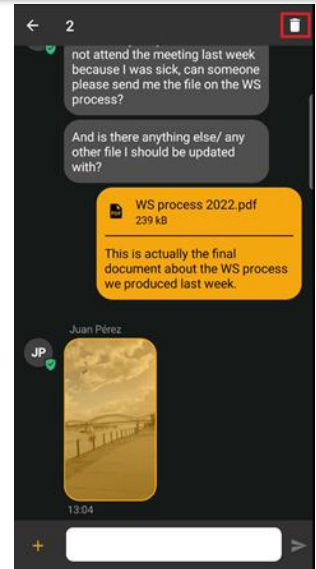 2
not attend the meeting last week
because I was sick, can someone
please send me the file on the WS
process?
And is there anything else/ any
other file I should be updated
with?
PDF
WS process 2022.pdf
239 kB
This is actually the final
document about the WS process
we produced last week.
Juan Pérez
JP
13:04